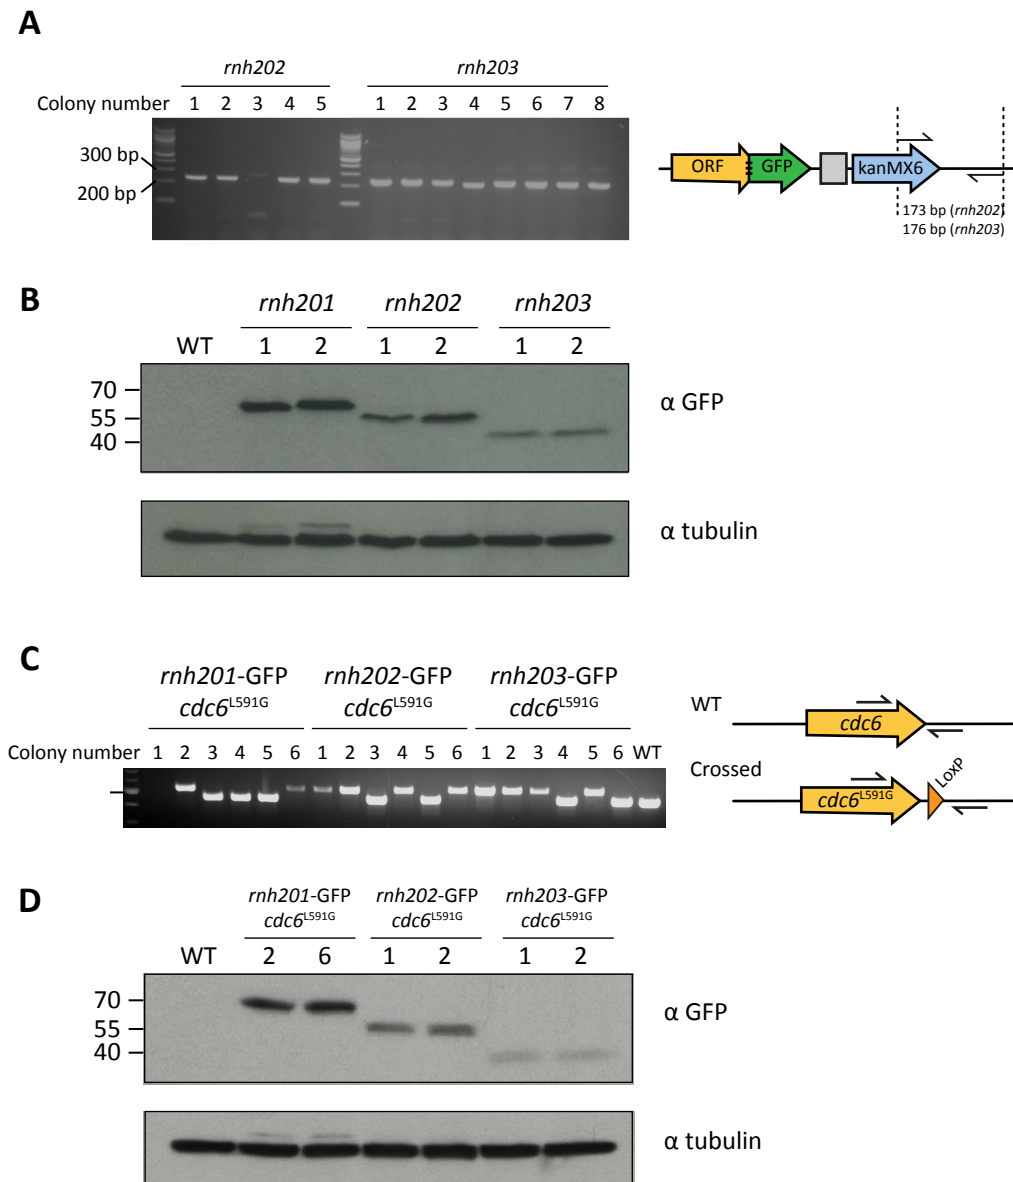 A
rnh202 rnh203
Colony number 1 2 3 4 5 1 2 3 4 5 6 7 8
300 bp
200 bp
ORF GFP kanMX6
173 bp (rnh202)
176 bp (rnh203)
B
rnh201 rnh202 rnh203
WT 1 2 1 2 1 2
70
55
40
α GFP
α tubulin
C
rnh201-GFP rnh202-GFP rnh203-GFP
cdc6L591G cdc6L591G cdc6L591G
Colony number 1 2 3 4 5 6 1 2 3 4 5 6 1 2 3 4 5 6 WT
WT
cdc6
Crossed
cdc6L591G LoxP
D
rnh201-GFP rnh202-GFP rnh203-GFP
cdc6L591G cdc6L591G cdc6L591G
WT 2 6 1 2 1 2
70
55
40
α GFP
α tubulin